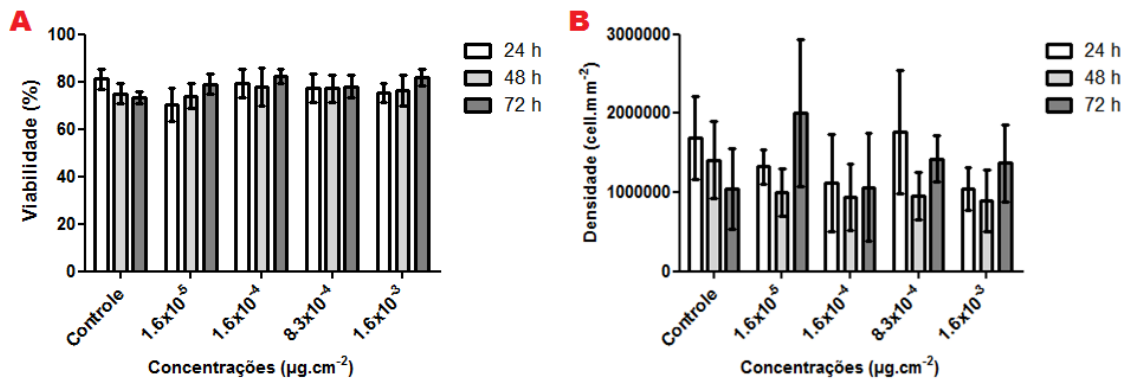 A
Viabilidade (%)
100
80
60
40
20
0
24 h
48 h
72 h
Controle
1.6x10⁻⁵
1.6x10⁻⁴
8.3x10⁻⁴
1.6x10⁻³
Concentrações (µg.cm⁻²)
B
Densidade (cell.mm⁻²)
3000000
2000000
1000000
0
24 h
48 h
72 h
Controle
1.6x10⁻⁵
1.6x10⁻⁴
8.3x10⁻⁴
1.6x10⁻³
Concentrações (µg.cm⁻²)